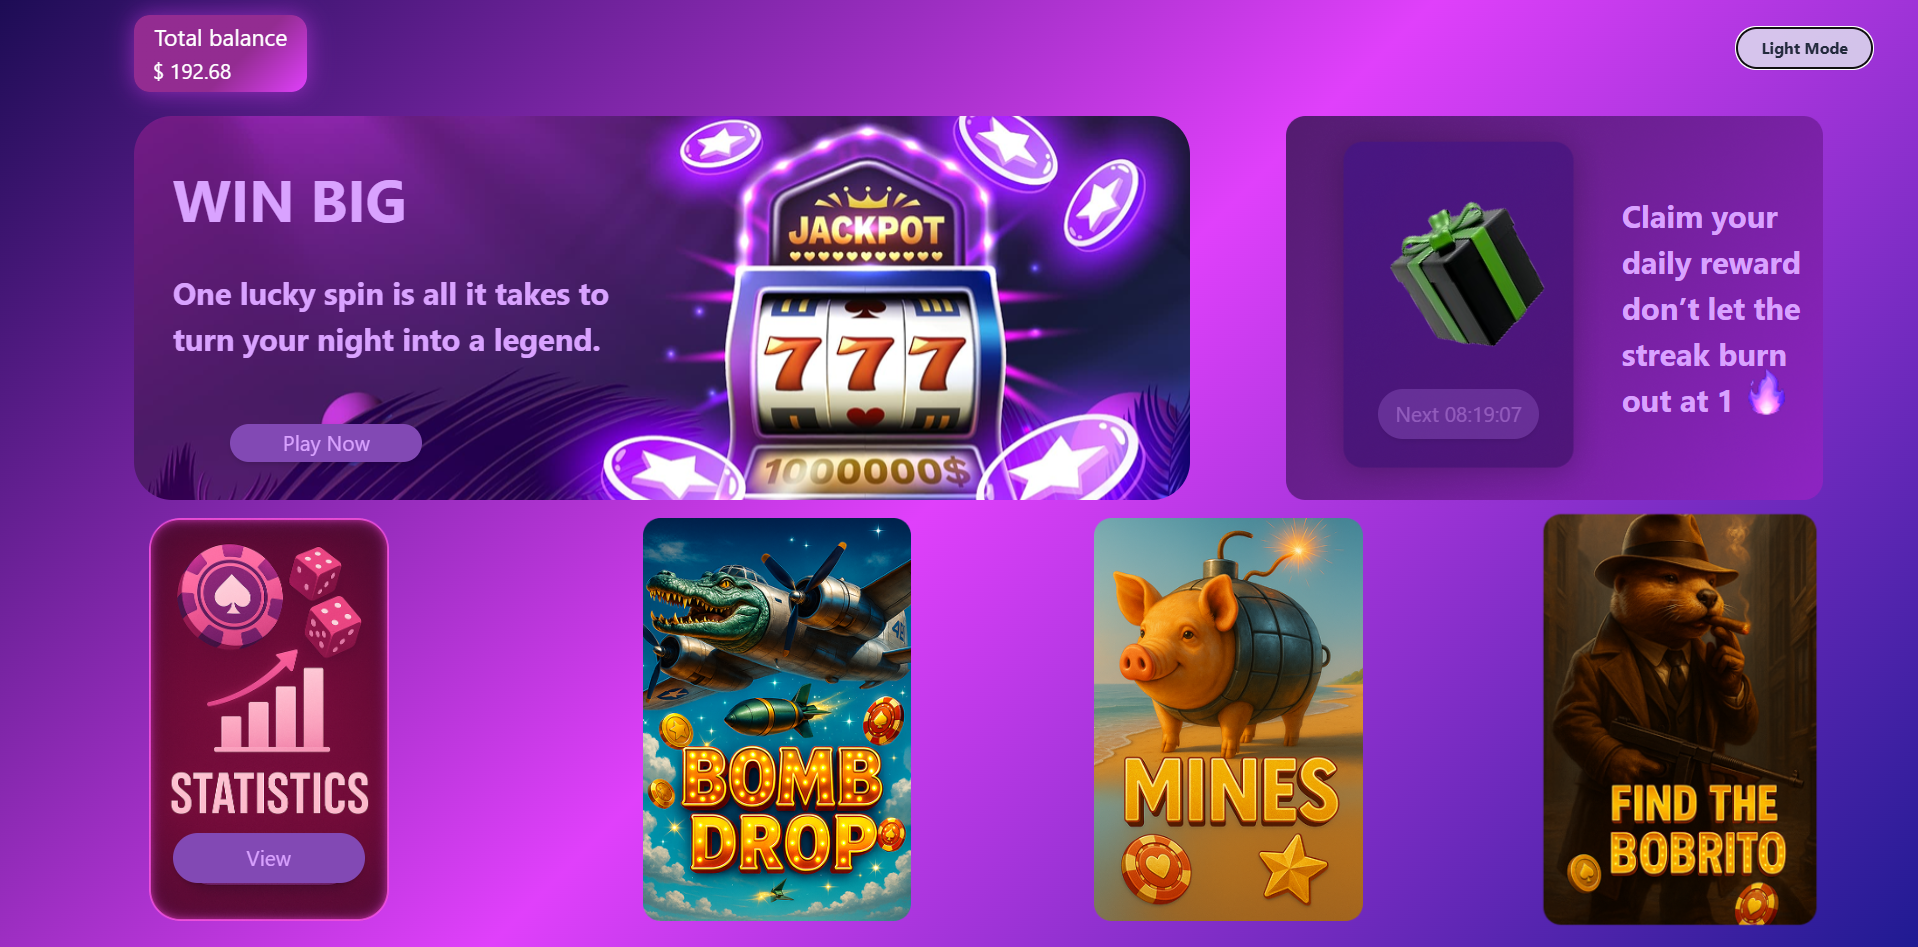 Total balance
$ 192.68
Light Mode
WIN BIG
One lucky spin is all it takes to
turn your night into a legend.
Play Now
JACKPOT
777
1000000$
Claim your
daily reward
don’t let the
streak burn
out at 1
Next 08:19:07
STATISTICS
View
BOMB
DROP
MINES
FIND THE
BOBRITO